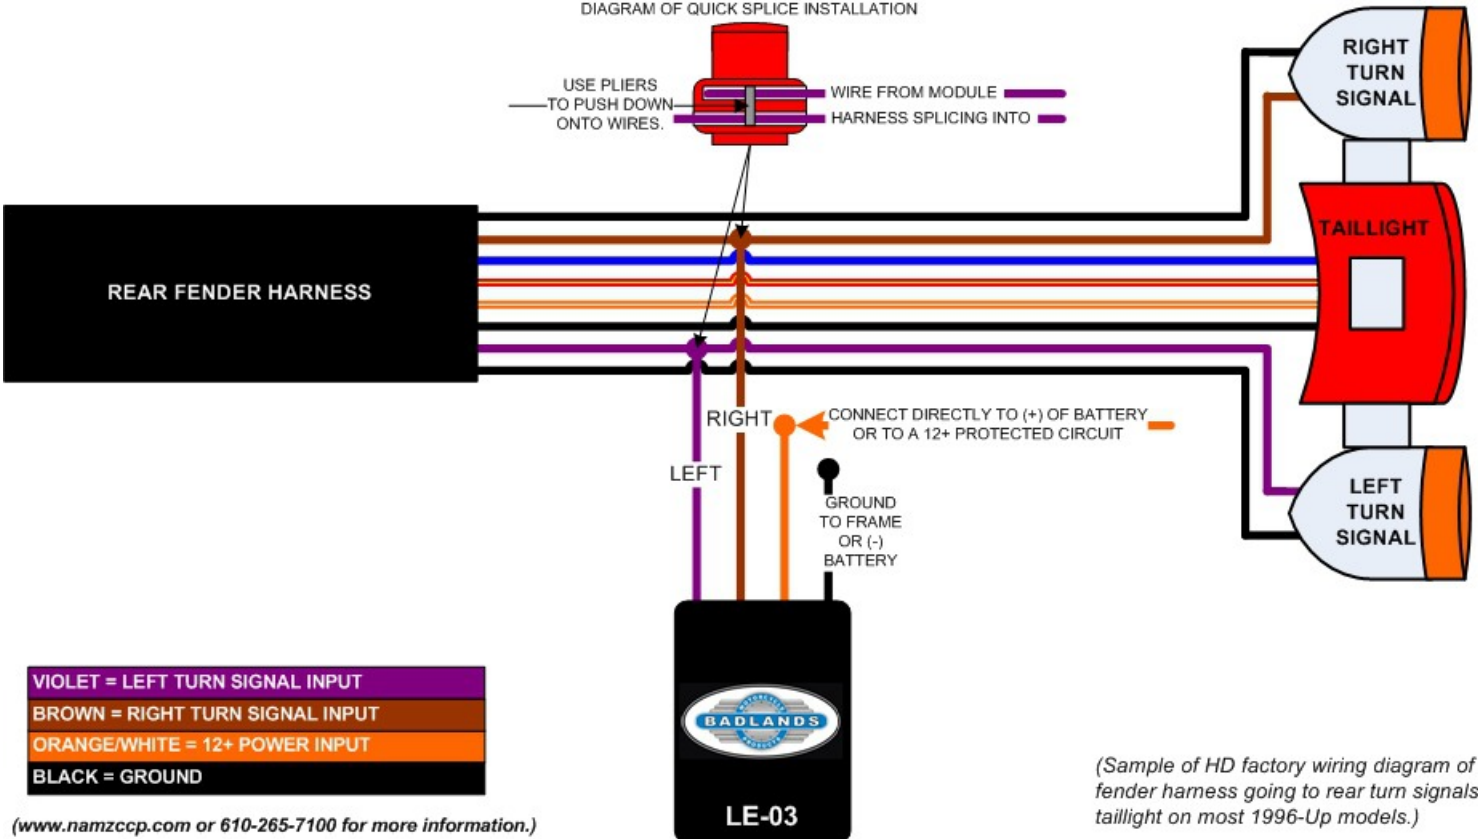 DIAGRAM OF QUICK SPLICE INSTALLATION
USE PLIERS
TO PUSH DOWN
ONTO WIRES.
WIRE FROM MODULE
HARNESS SPLICING INTO
RIGHT
TURN
SIGNAL
TAILLIGHT
REAR FENDER HARNESS
RIGHT
CONNECT DIRECTLY TO (+) OF BATTERY
OR TO A 12+ PROTECTED CIRCUIT
LEFT
GROUND
TO FRAME
OR (-)
BATTERY
LEFT
TURN
SIGNAL
VIOLET = LEFT TURN SIGNAL INPUT
BROWN = RIGHT TURN SIGNAL INPUT
ORANGE/WHITE = 12+ POWER INPUT
BLACK = GROUND
(www.namzccp.com or 610-265-7100 for more information.)
MOTORCYCLE
BADLANDS
PRODUCTS
LE-03
(Sample of HD factory wiring diagram of
fender harness going to rear turn signals
taillight on most 1996-Up models.)